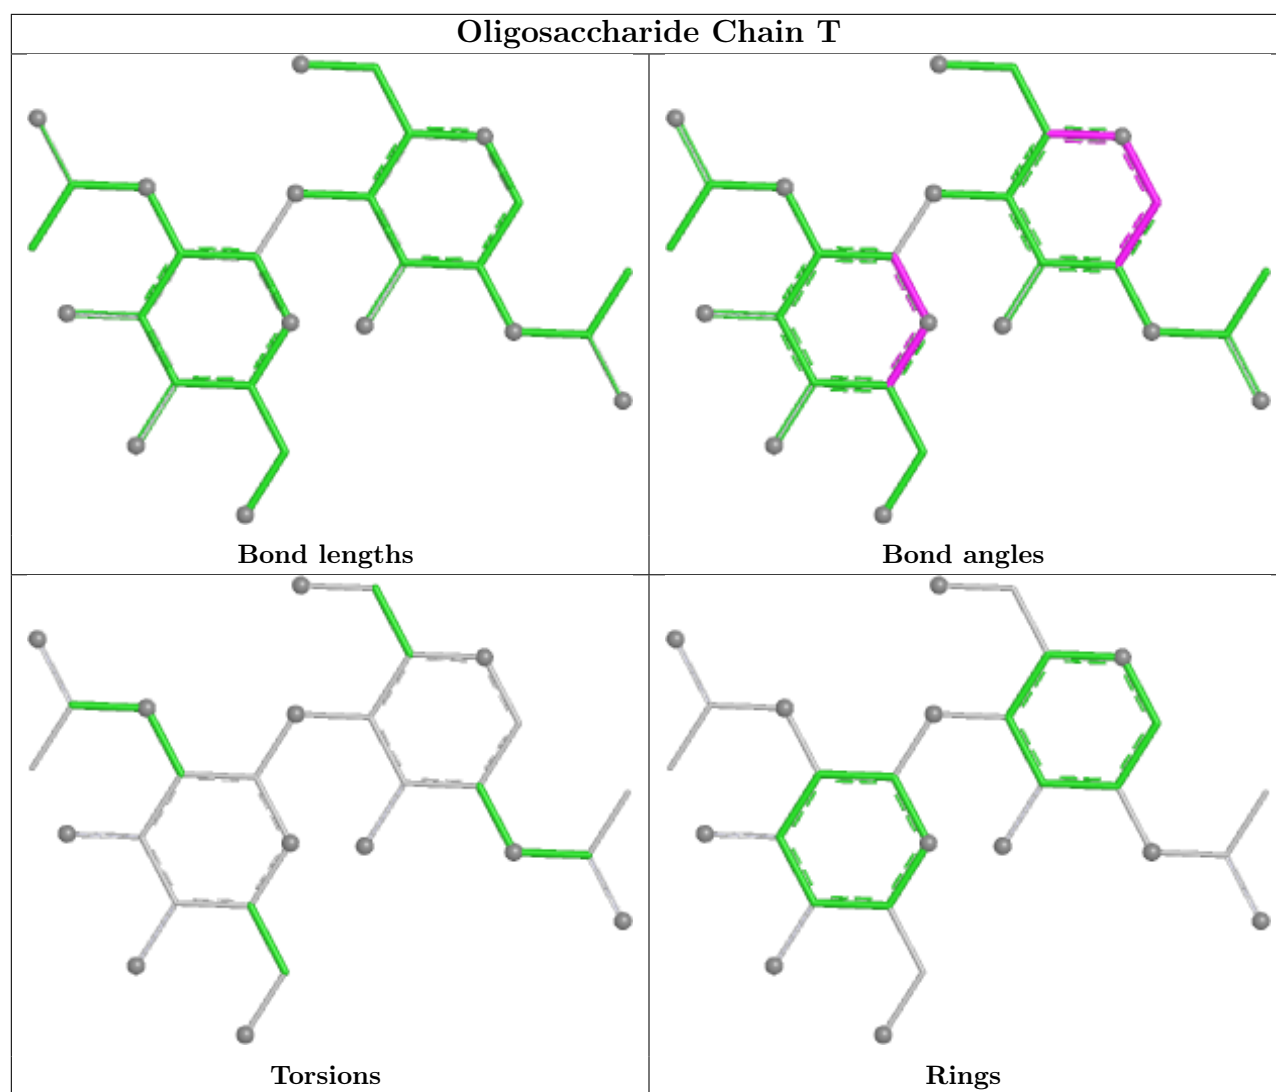 Oligosaccharide Chain T
Bond lengths
Bond angles
Torsions
Rings